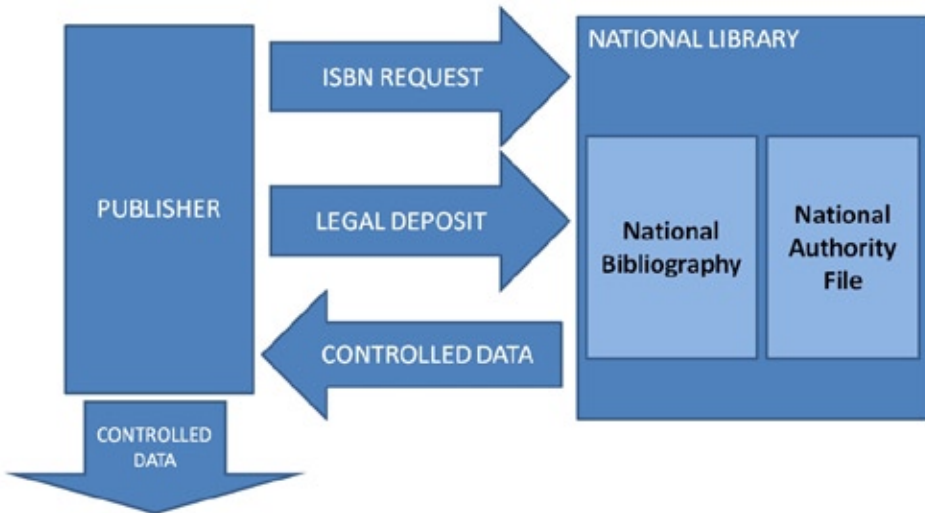 PUBLISHER
ISBN REQUEST
LEGAL DEPOSIT
CONTROLLED DATA
CONTROLLED
DATA
NATIONAL LIBRARY
National
Bibliography
National
Authority
File